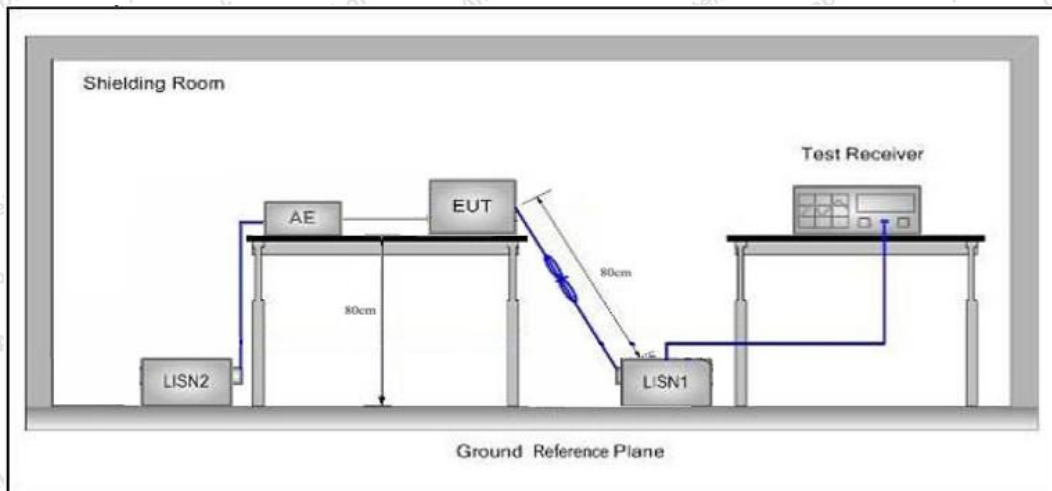 Shielding Room
Test Receiver
EUT
AE
80cm
80cm
LISN2
LISN1
Ground Reference Plane